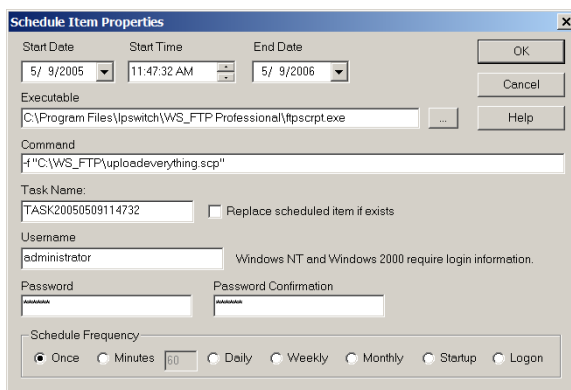 Schedule Item Properties
Start Date Start Time End Date
5/ 9/2005 11:47:32 AM 5/ 9/2006
OK
Cancel
Executable
C:\Program Files\Ipswitch\WS_FTP Professional\ftpscrpt.exe ...
Help
Command
-f "C:\WS_FTP\uploadeverything.scp"
Task Name:
TASK20050509114732 Replace scheduled item if exists
Username
administrator Windows NT and Windows 2000 require login information.
Password Password Confirmation
****** ******
Schedule Frequency
Once Minutes 60 Daily Weekly Monthly Startup Logon